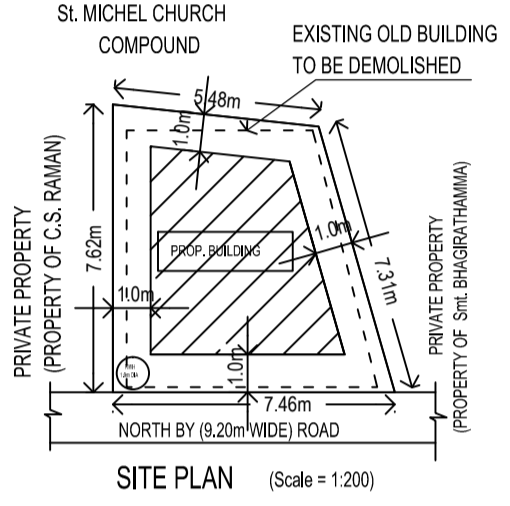 St. MICHEL CHURCH
COMPOUND
EXISTING OLD BUILDING
TO BE DEMOLISHED
5.48m
1.0m
PRIVATE PROPERTY
(PROPERTY OF C.S. RAMAN)
7.62m
PROP. BUILDING
1.0m
7.31m
PRIVATE PROPERTY
(PROPERTY OF Smt. BHAGIRATHAMMA)
1.0m
1.0m
7.46m
NORTH BY (9.20m WIDE) ROAD
SITE PLAN (Scale = 1:200)